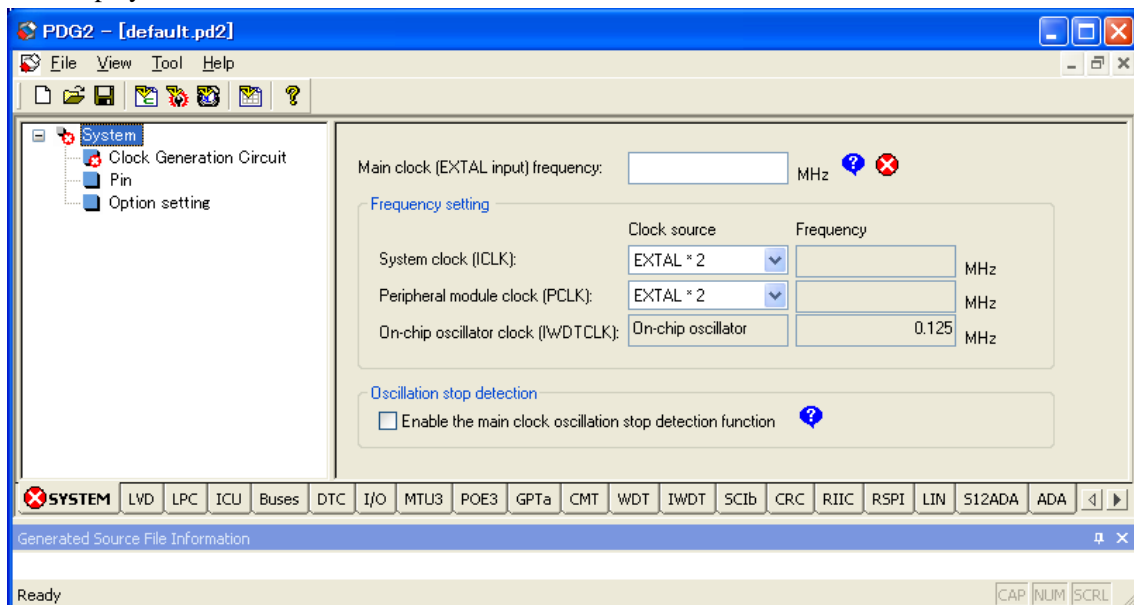 PDG2 - [default.pd2]
File View Tool Help
System
Clock Generation Circuit
Pin
Option setting
Main clock (EXTAL input) frequency: MHz
Frequency setting
Clock source Frequency
System clock (ICLK): EXTAL * 2 MHz
Peripheral module clock (PCLK): EXTAL * 2 MHz
On-chip oscillator clock (IWDTCLK): On-chip oscillator 0.125 MHz
Oscillation stop detection
Enable the main clock oscillation stop detection function
SYSTEM LVD LPC ICU Buses DTC I/O MTU3 POE3 GPTa CMT WDT IWDT SCIb CRC RIIC RSPI LIN S12ADA ADA
Generated Source File Information
Ready CAP NUM SCRL